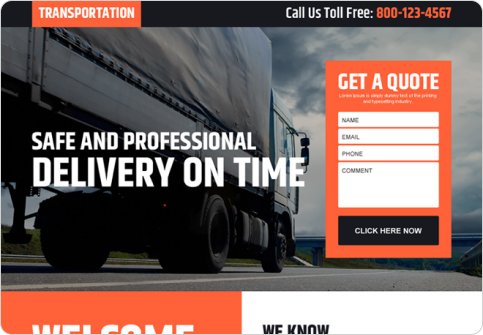 TRANSPORTATION
Call Us Toll Free: 800-123-4567
SAFE AND PROFESSIONAL
DELIVERY ON TIME
GET A QUOTE
Lorem Ipsum is simply dummy text of the printing
and typesetting industry.
NAME
EMAIL
PHONE
COMMENT
CLICK HERE NOW
WELCOME
WE KNOW